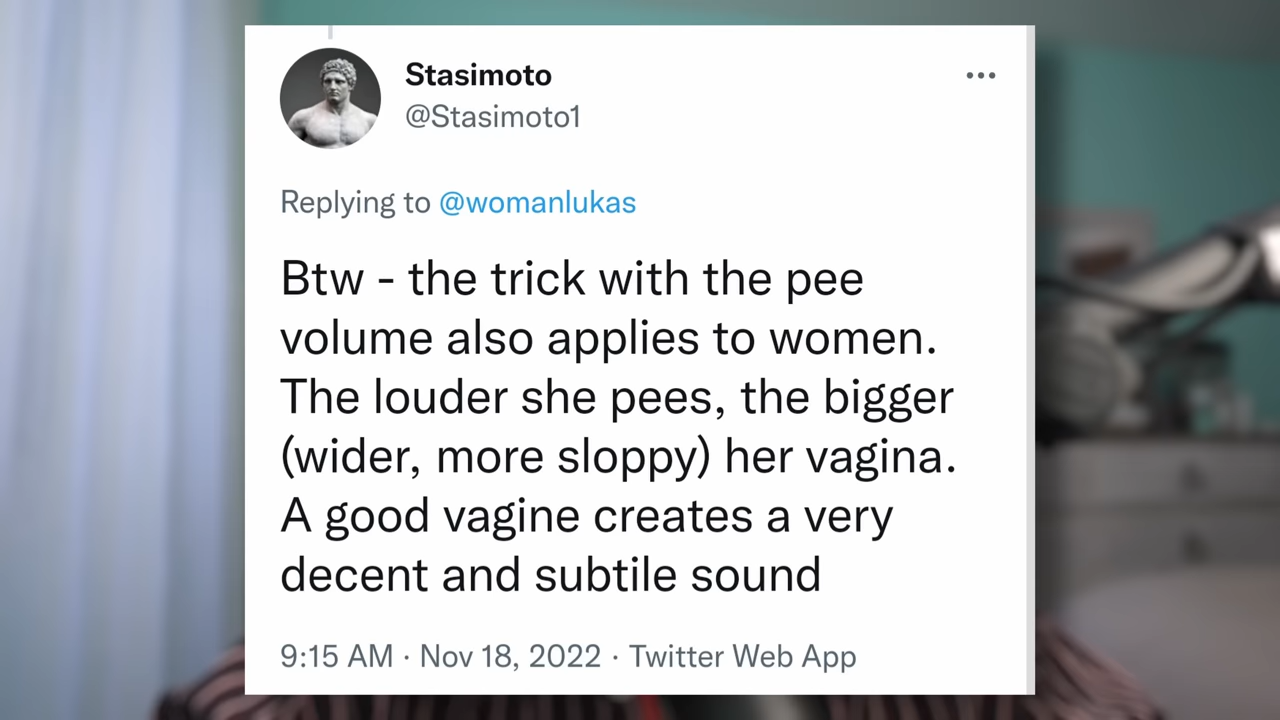 Stasimoto
@Stasimoto1
Replying to @womanlukas
Btw - the trick with the pee
volume also applies to women.
The louder she pees, the bigger
(wider, more sloppy) her vagina.
A good vagine creates a very
decent and subtile sound
9:15 AM · Nov 18, 2022 · Twitter Web App